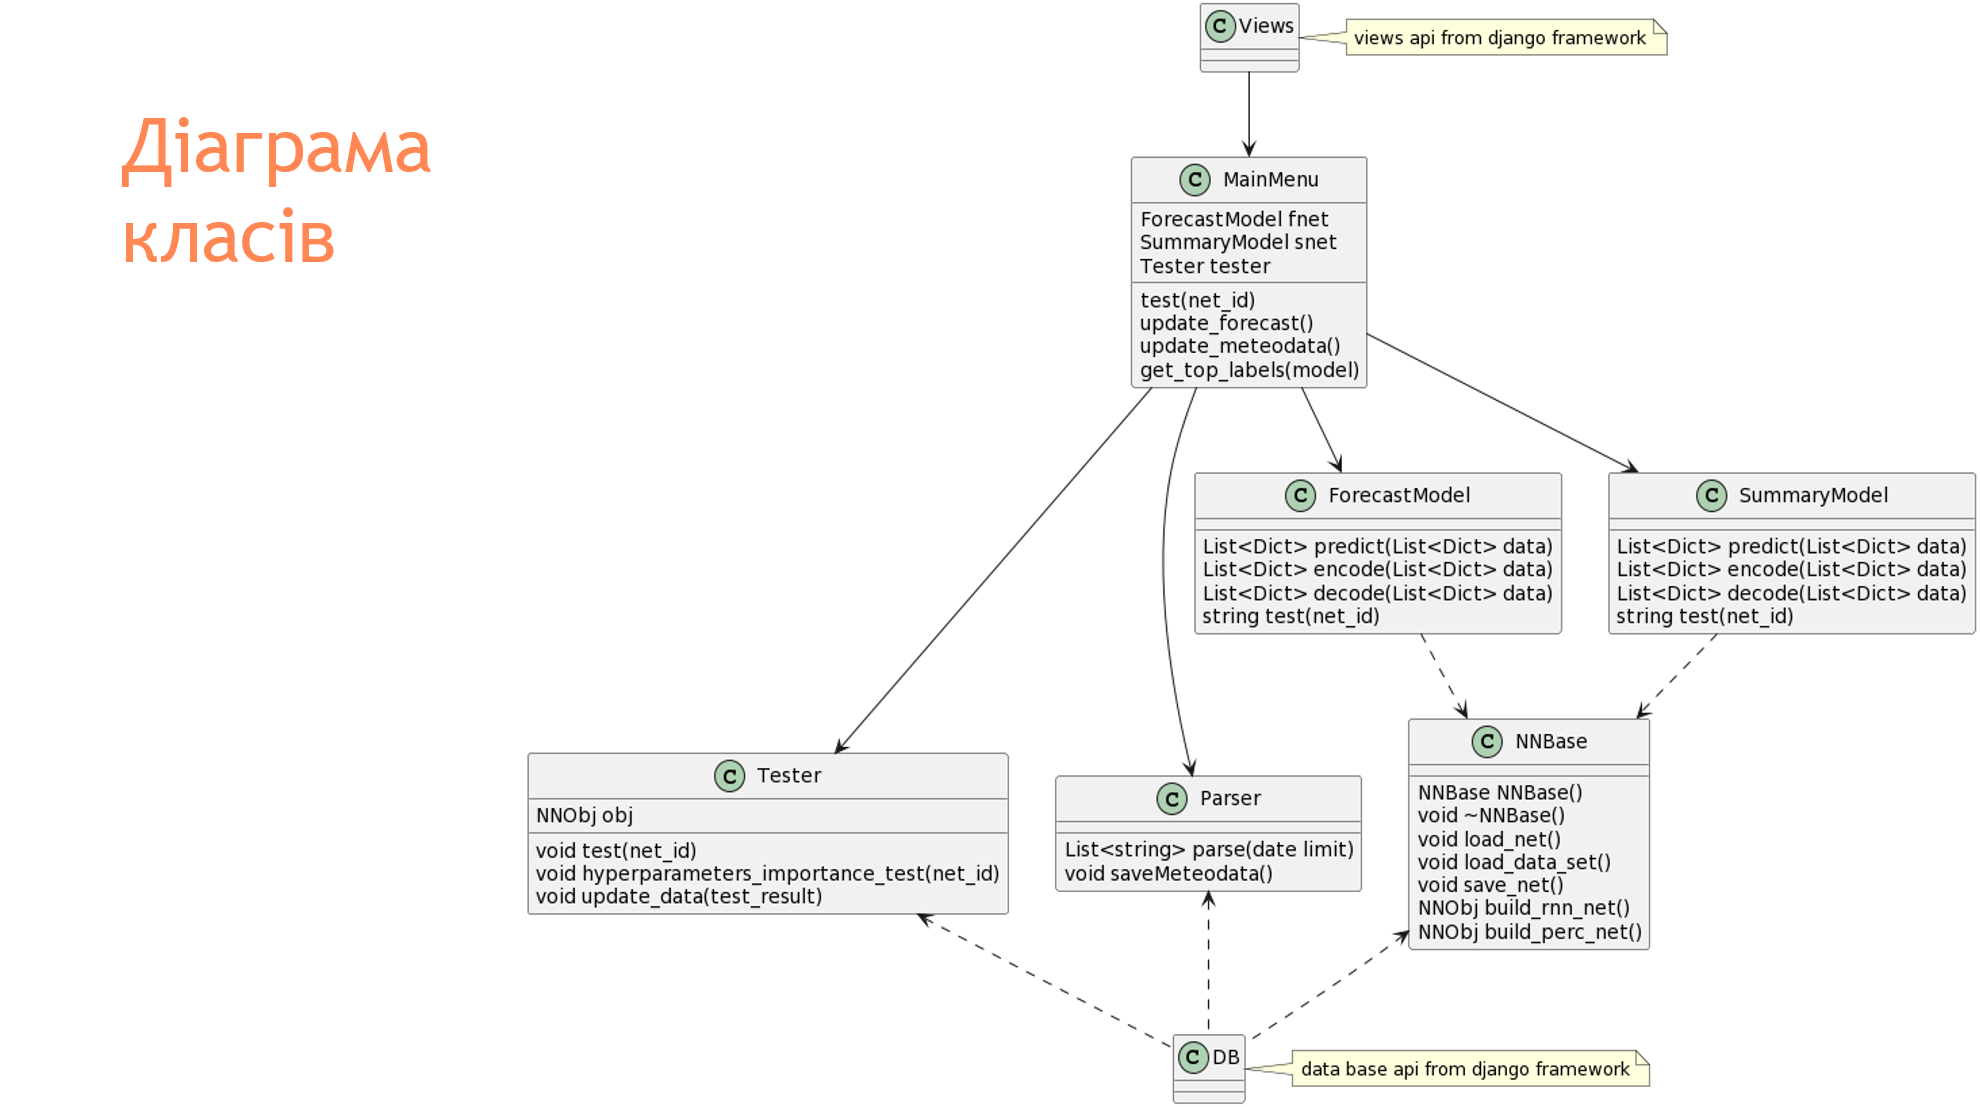 Діаграма
класів
C Views
views api from django framework
C MainMenu
ForecastModel fnet
SummaryModel snet
Tester tester
test(net_id)
update_forecast()
update_meteodata()
get_top_labels(model)
C ForecastModel
List<Dict> predict(List<Dict> data)
List<Dict> encode(List<Dict> data)
List<Dict> decode(List<Dict> data)
string test(net_id)
C SummaryModel
List<Dict> predict(List<Dict> data)
List<Dict> encode(List<Dict> data)
List<Dict> decode(List<Dict> data)
string test(net_id)
C Tester
NNObj obj
void test(net_id)
void hyperparameters_importance_test(net_id)
void update_data(test_result)
C Parser
List<string> parse(date limit)
void saveMeteodata()
C NNBase
NNBase NNBase()
void ~NNBase()
void load_net()
void load_data_set()
void save_net()
NNObj build_rnn_net()
NNObj build_perc_net()
C DB
data base api from django framework